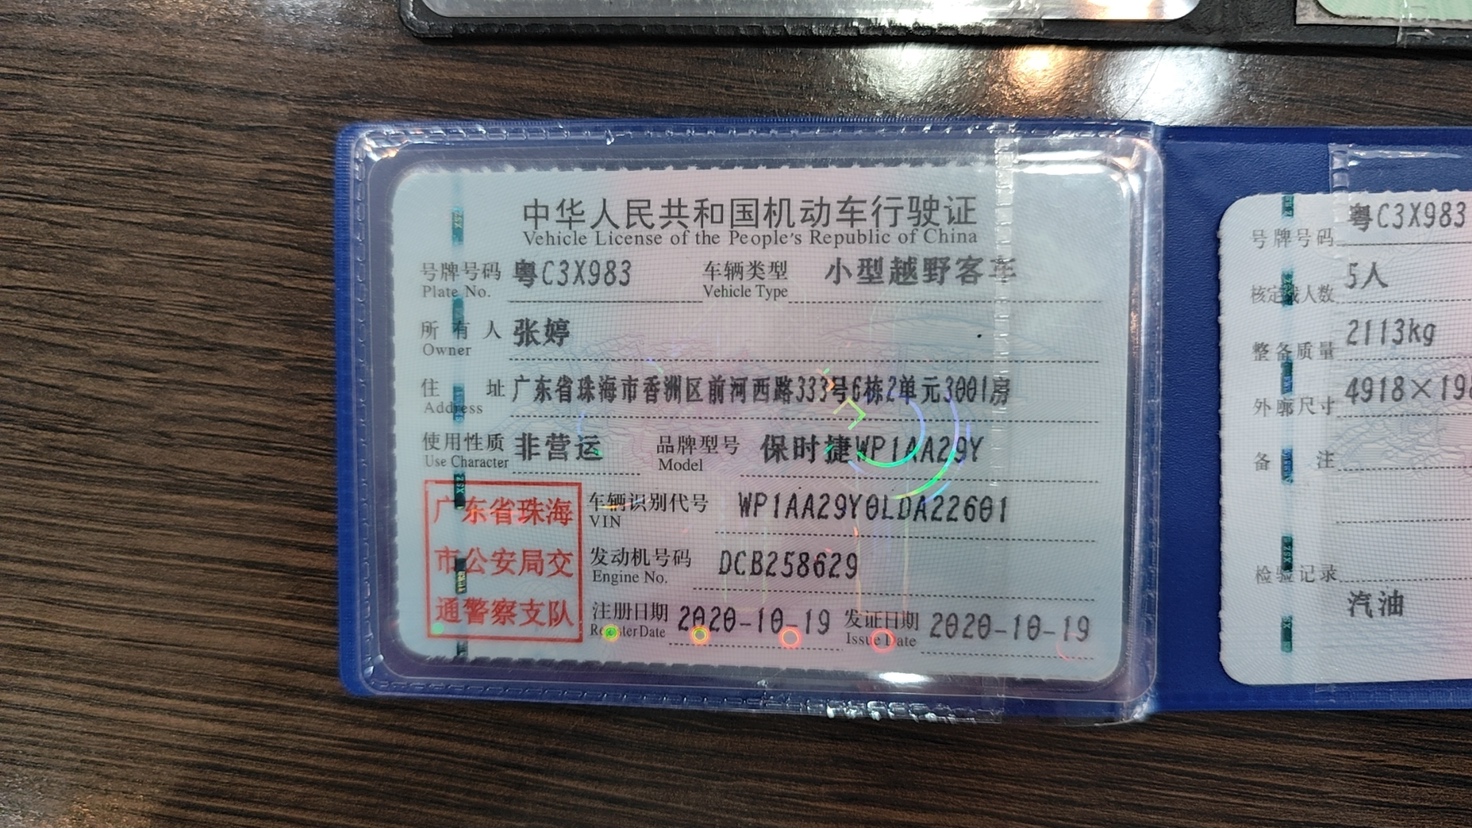 中华人民共和国机动车行驶证
Vehicle License of the People's Republic of China
号牌号码 粤C3X983 车辆类型 小型越野客车
Plate No. Vehicle Type
所有人 张婷
Owner
住址 广东省珠海市香洲区前河西路333号6栋2单元3001房
Address
使用性质 非营运 品牌型号 保时捷WP1AA29Y
Use Character Model
车辆识别代号 WP1AA29Y0LDA22601
VIN
发动机号码 DCB258629
Engine No.
注册日期 2020-10-19 发证日期 2020-10-19
Register Date Issue Date
广东省珠海
市公安局交
通警察支队
号牌号码 粤C3X983
核定载人数 5人
整备质量 2113kg
外廓尺寸 4918×19
备注
检验记录
汽油